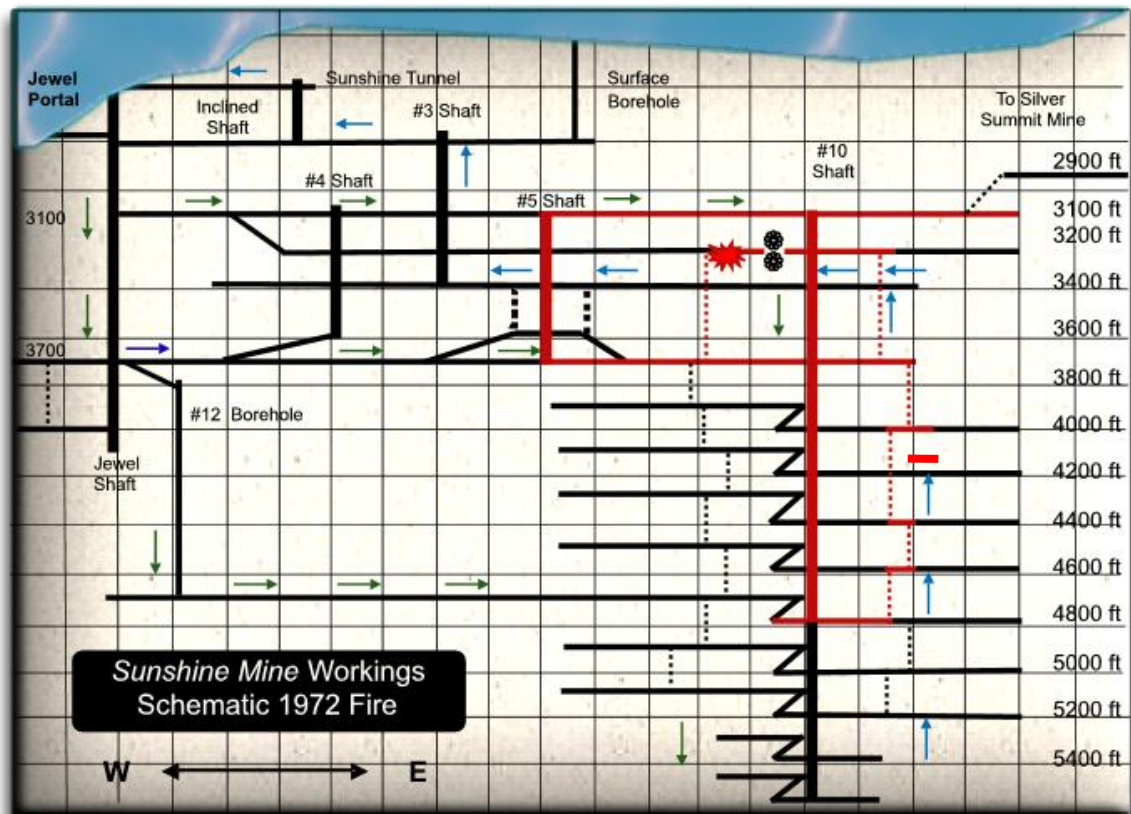 Jewel
Portal
Sunshine Tunnel
Inclined
Shaft
#3 Shaft
Surface
Borehole
To Silver
Summit Mine
#10
Shaft
2900 ft
#4 Shaft
#5 Shaft
3100
3100 ft
3200 ft
3400 ft
3600 ft
3700
3800 ft
#12 Borehole
4000 ft
Jewel
Shaft
4200 ft
4400 ft
4600 ft
4800 ft
5000 ft
5200 ft
5400 ft
Sunshine Mine Workings
Schematic 1972 Fire
W E